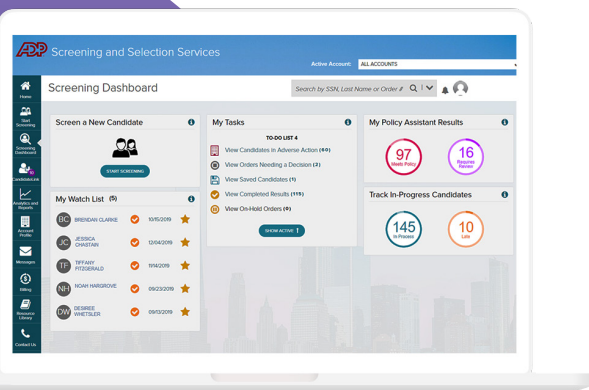 ADP Screening and Selection Services
Active Account: ALL ACCOUNTS
Home
Start Screening
Screening Dashboard
CandidateLink
Analytics and Reports
Account Profile
Messages
Billing
Resource Library
Contact Us
Screening Dashboard
Search by SSN, Last Name or Order #
Screen a New Candidate
START SCREENING
My Watch List (5)
BC BRENDAN CLARKE 10/15/2019
JC JESSICA CHASTAIN 12/04/2019
TF TIFFANY FITZGERALD
NH NOAH HARGROVE 09/23/2019
DW DESIREE WHETSLER 09/13/2019
My Tasks
TO-DO LIST 4
View Candidates in Adverse Action (60)
View Orders Needing a Decision (2)
View Saved Candidates (1)
View Completed Results (115)
View On-Hold Orders (0)
SHOW ACTIVE
My Policy Assistant Results
97
Meets Policy
16
Requires Review
Track In-Progress Candidates
145
In-Process
10
Late